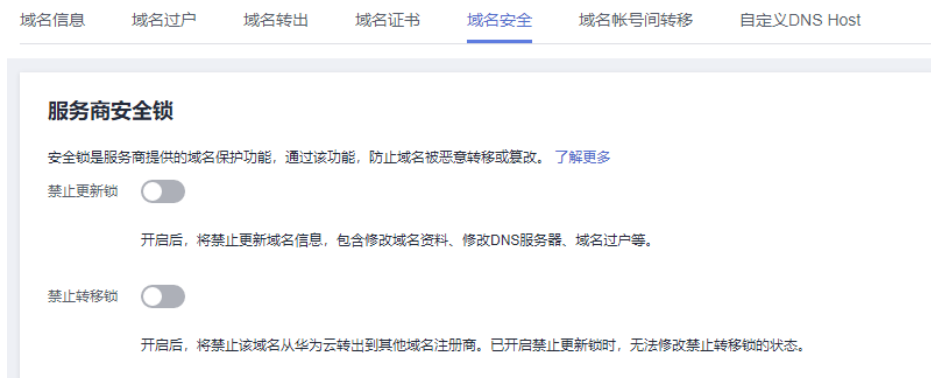 域名信息 域名过户 域名转出 域名证书 域名安全 域名帐号间转移 自定义DNS Host
服务商安全锁
安全锁是服务商提供的域名保护功能，通过该功能，防止域名被恶意转移或篡改。 了解更多
禁止更新锁
开启后，将禁止更新域名信息，包含修改域名资料、修改DNS服务器、域名过户等。
禁止转移锁
开启后，将禁止该域名从华为云转出到其他域名注册商。已开启禁止更新锁时，无法修改禁止转移锁的状态。